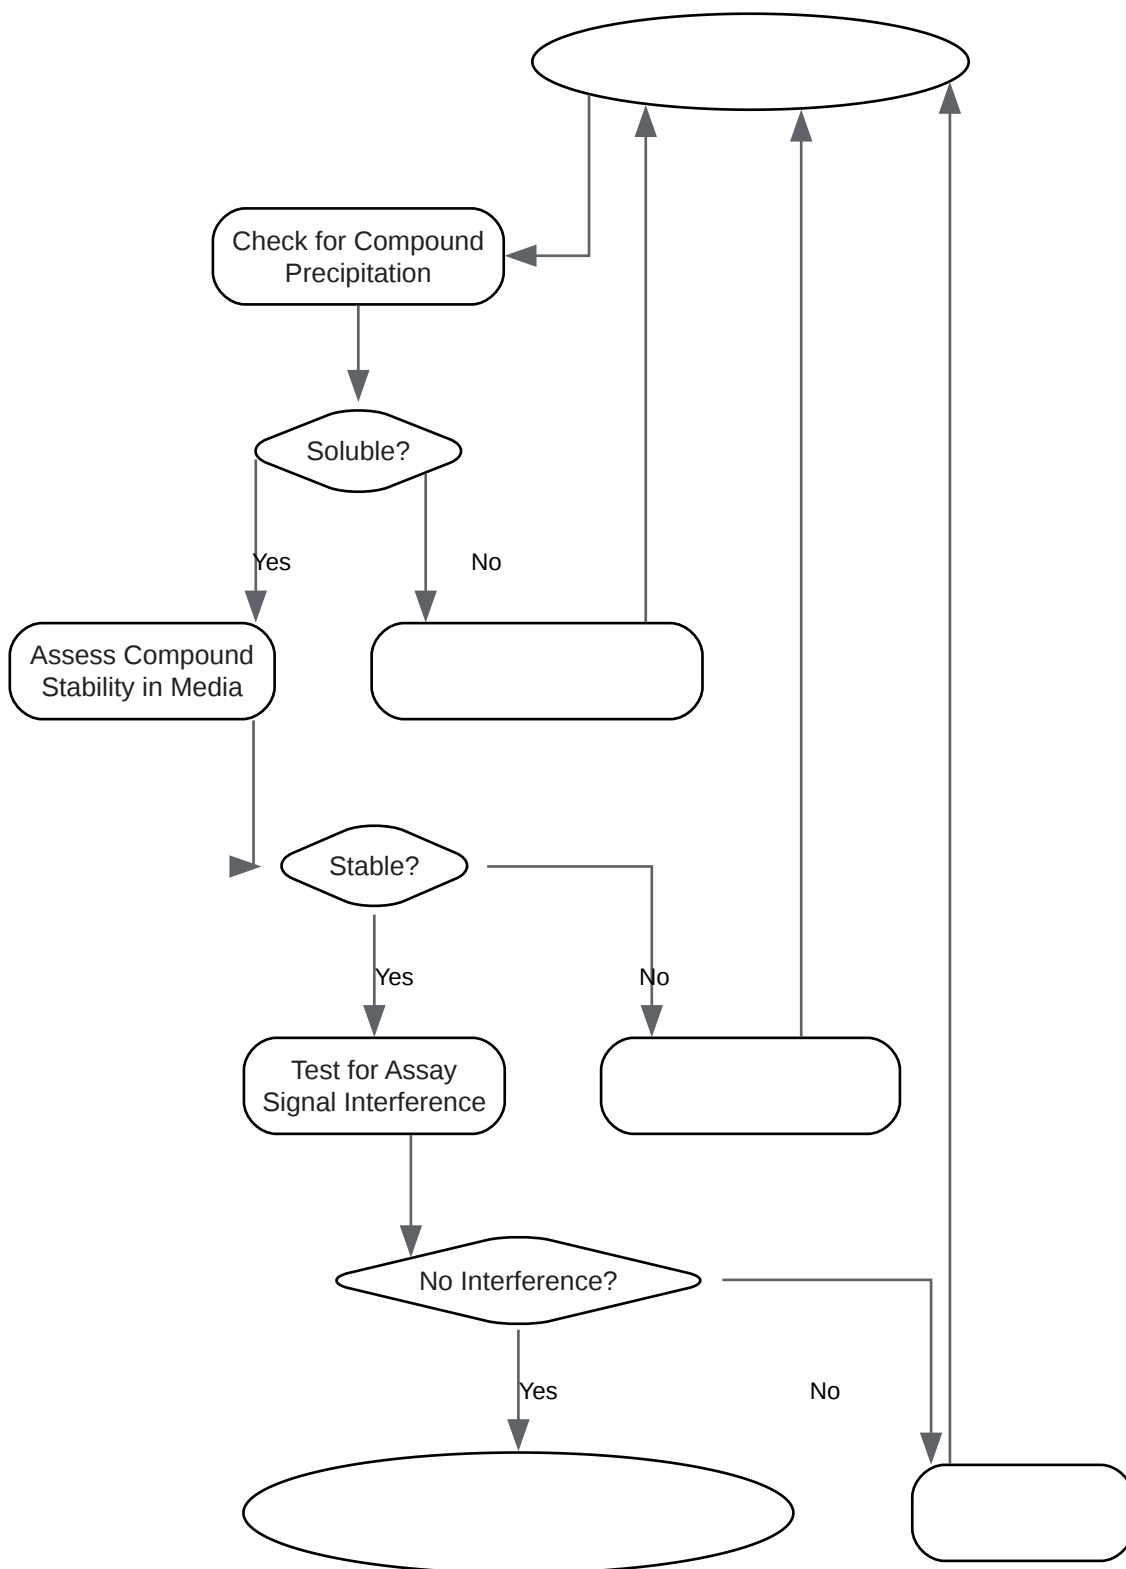 Check for Compound
Precipitation
Soluble?
Yes
No
Assess Compound
Stability in Media
Stable?
Yes
No
Test for Assay
Signal Interference
No Interference?
Yes
No